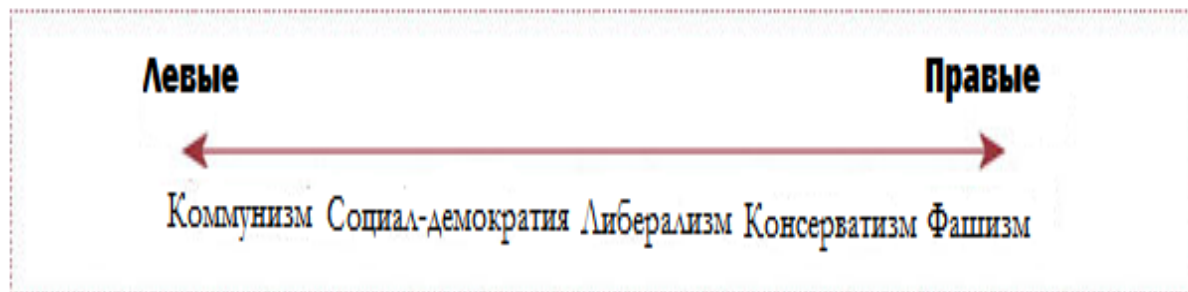 Левые Правые
Коммунизм Социал-демократия Либерализм Консерватизм Фашизм